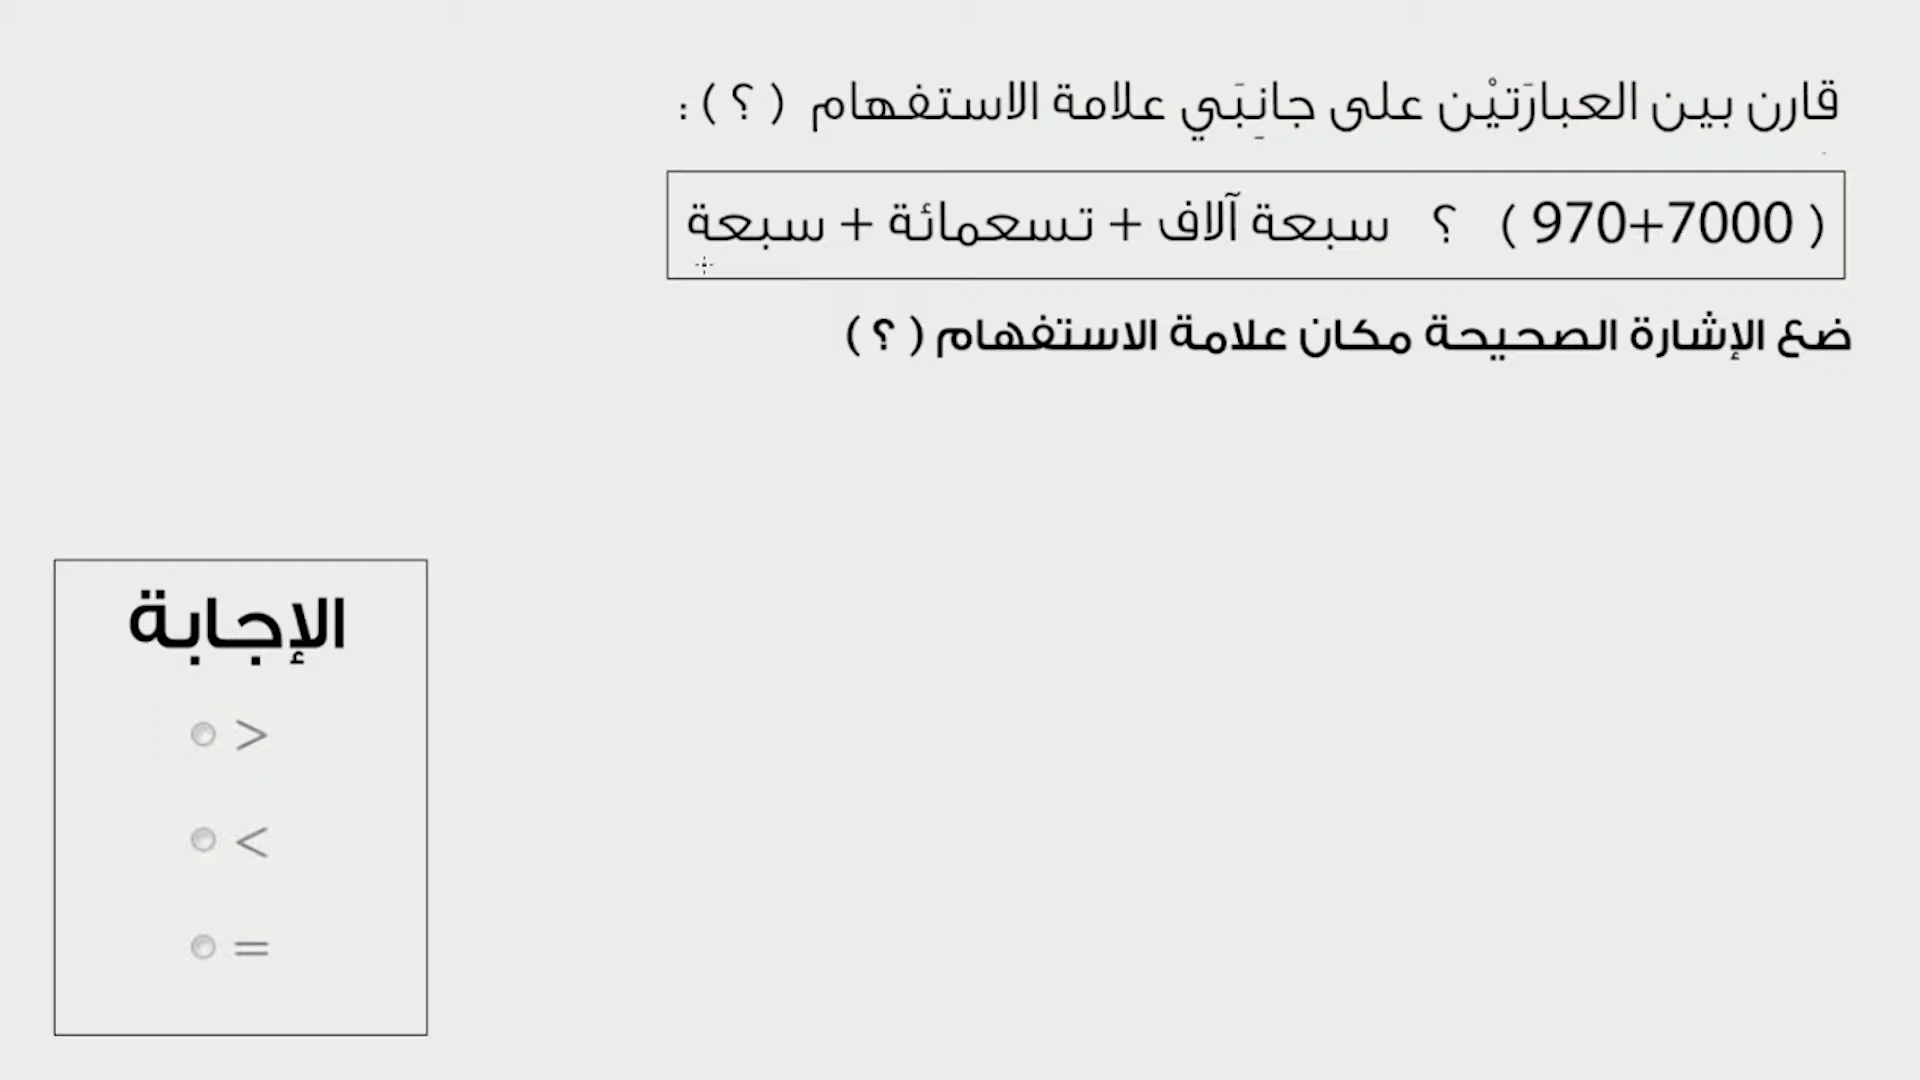 قارن بين العبارَتيْن على جانِبَي علامة الاستفهام ( ؟ ) :
( 970+7000 ) ؟ سبعة آلاف + تسعمائة + سبعة
ضع الإشارة الصحيحة مكان علامة الاستفهام ( ؟ )
الإجابة
>
<
=